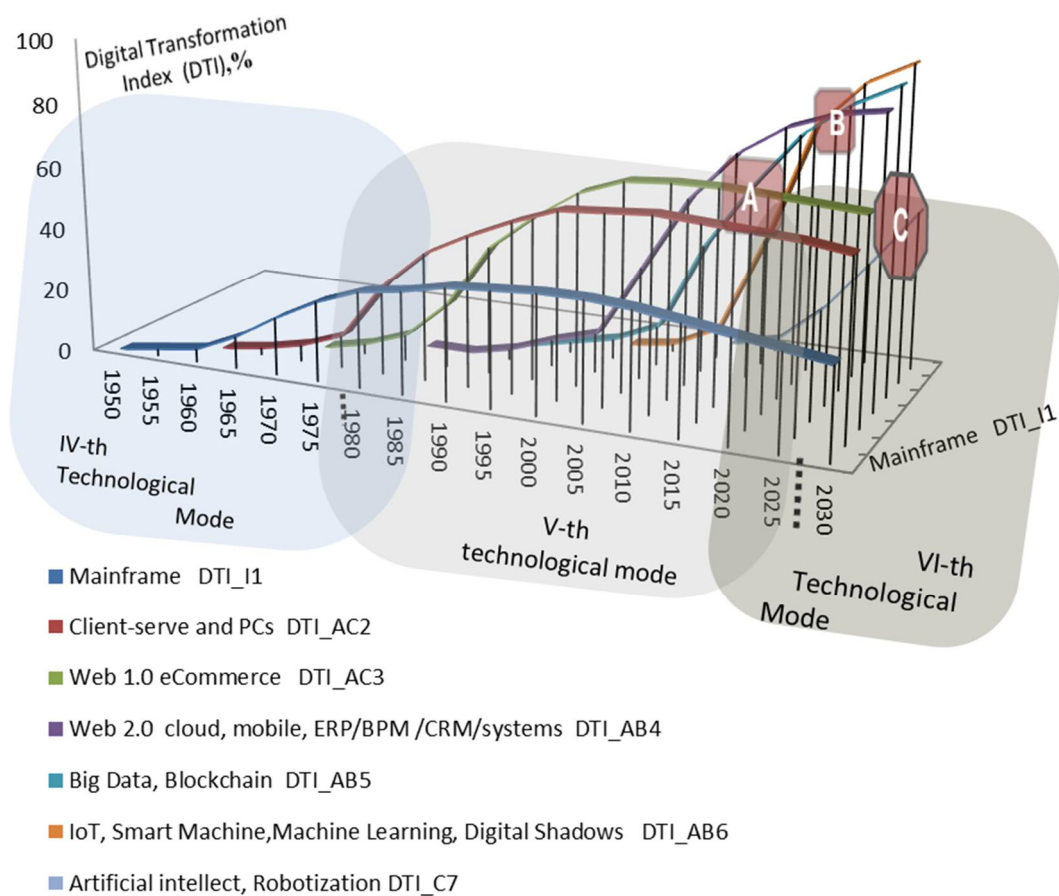 100
Digital Transformation
Index (DTI),%
80
60
40
20
0
A
B
C
1950
1955
1960
1965
1970
1975
1980
1985
1990
1995
2000
2005
2010
2015
2020
2025
2030
Mainframe DTI_I1
IV-th
Technological
Mode
V-th
technological mode
VI-th
Technological
Mode
Mainframe DTI_I1
Client-serve and PCs DTI_AC2
Web 1.0 eCommerce DTI_AC3
Web 2.0 cloud, mobile, ERP/BPM /CRM/systems DTI_AB4
Big Data, Blockchain DTI_AB5
IoT, Smart Machine,Machine Learning, Digital Shadows DTI_AB6
Artificial intellect, Robotization DTI_C7